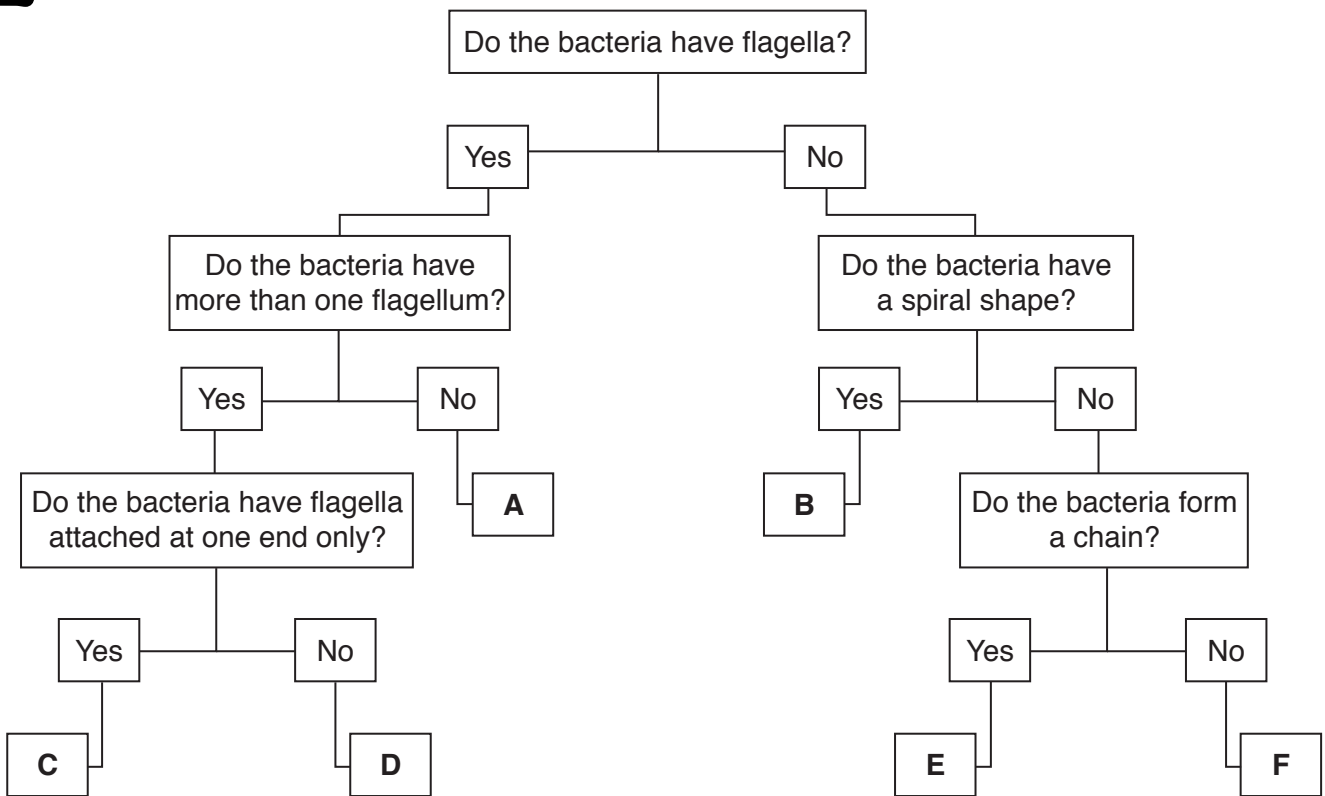 Do the bacteria have flagella?
Yes
No
Do the bacteria have
more than one flagellum?
Do the bacteria have
a spiral shape?
Yes
No
Yes
No
Do the bacteria have flagella
attached at one end only?
A
B
Do the bacteria form
a chain?
Yes
No
Yes
No
C
D
E
F